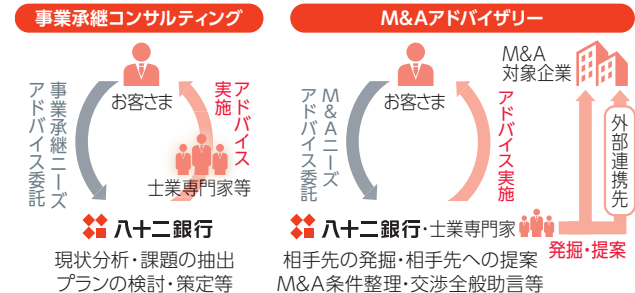 事業承継コンサルティング
お客さま
事業承継ニーズ
アドバイス委託
アドバイス
実施
士業専門家等
八十二銀行
現状分析・課題の抽出
プランの検討・策定等
M&Aアドバイザリー
お客さま
M&Aニーズ
アドバイス委託
アドバイス実施
M&A
対象企業
外部連携先
八十二銀行・士業専門家
発掘・提案
相手先の発掘・相手先への提案
M&A条件整理・交渉全般助言等